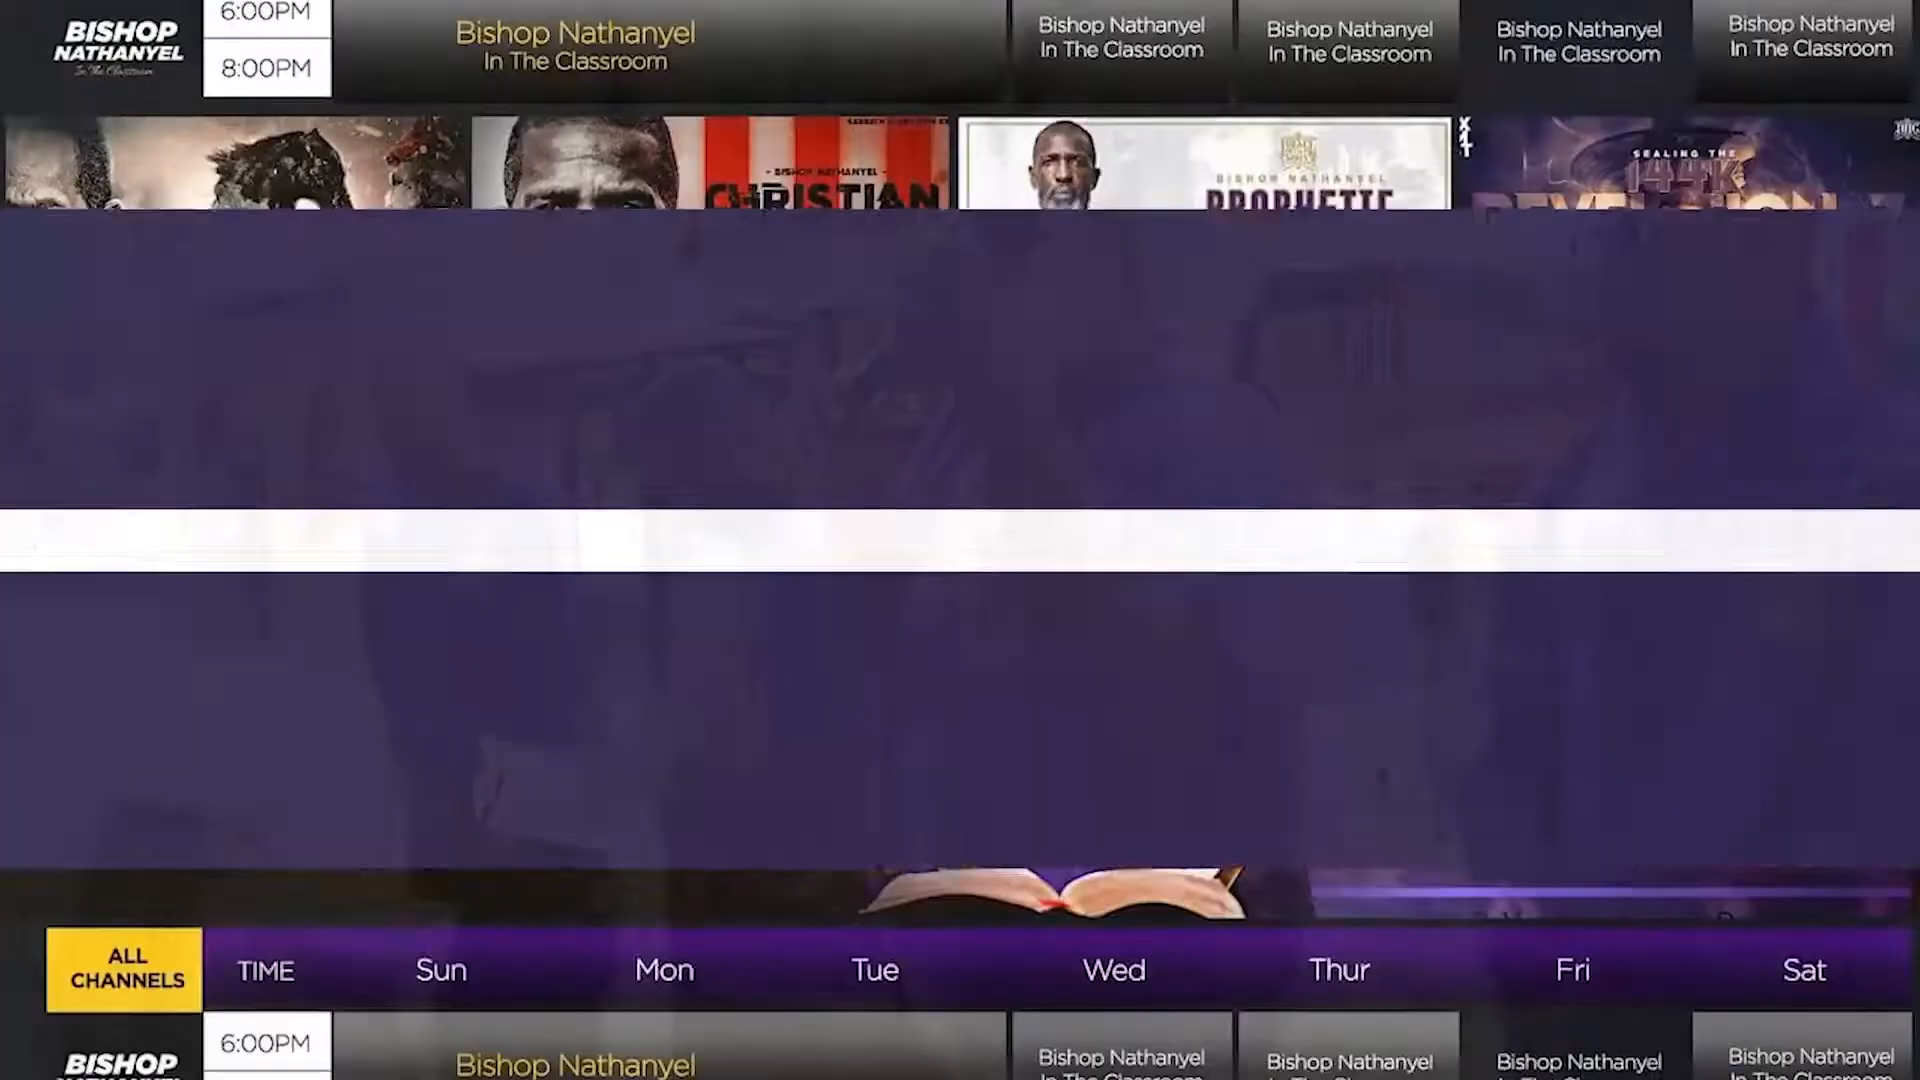 BISHOP
NATHANYEL
In The Classroom
6:00PM
8:00PM
Bishop Nathanyel
In The Classroom
Bishop Nathanyel
In The Classroom
Bishop Nathanyel
In The Classroom
Bishop Nathanyel
In The Classroom
Bishop Nathanyel
In The Classroom
- BISHOP NATHANYEL -
CHRISTIAN
BISHOP NATHANYEL
SEALING THE
144K
ALL
CHANNELS
TIME
Sun
Mon
Tue
Wed
Thur
Fri
Sat
BISHOP
6:00PM
Bishop Nathanyel
Bishop Nathanyel
Bishop Nathanyel
Bishop Nathanyel
Bishop Nathanyel